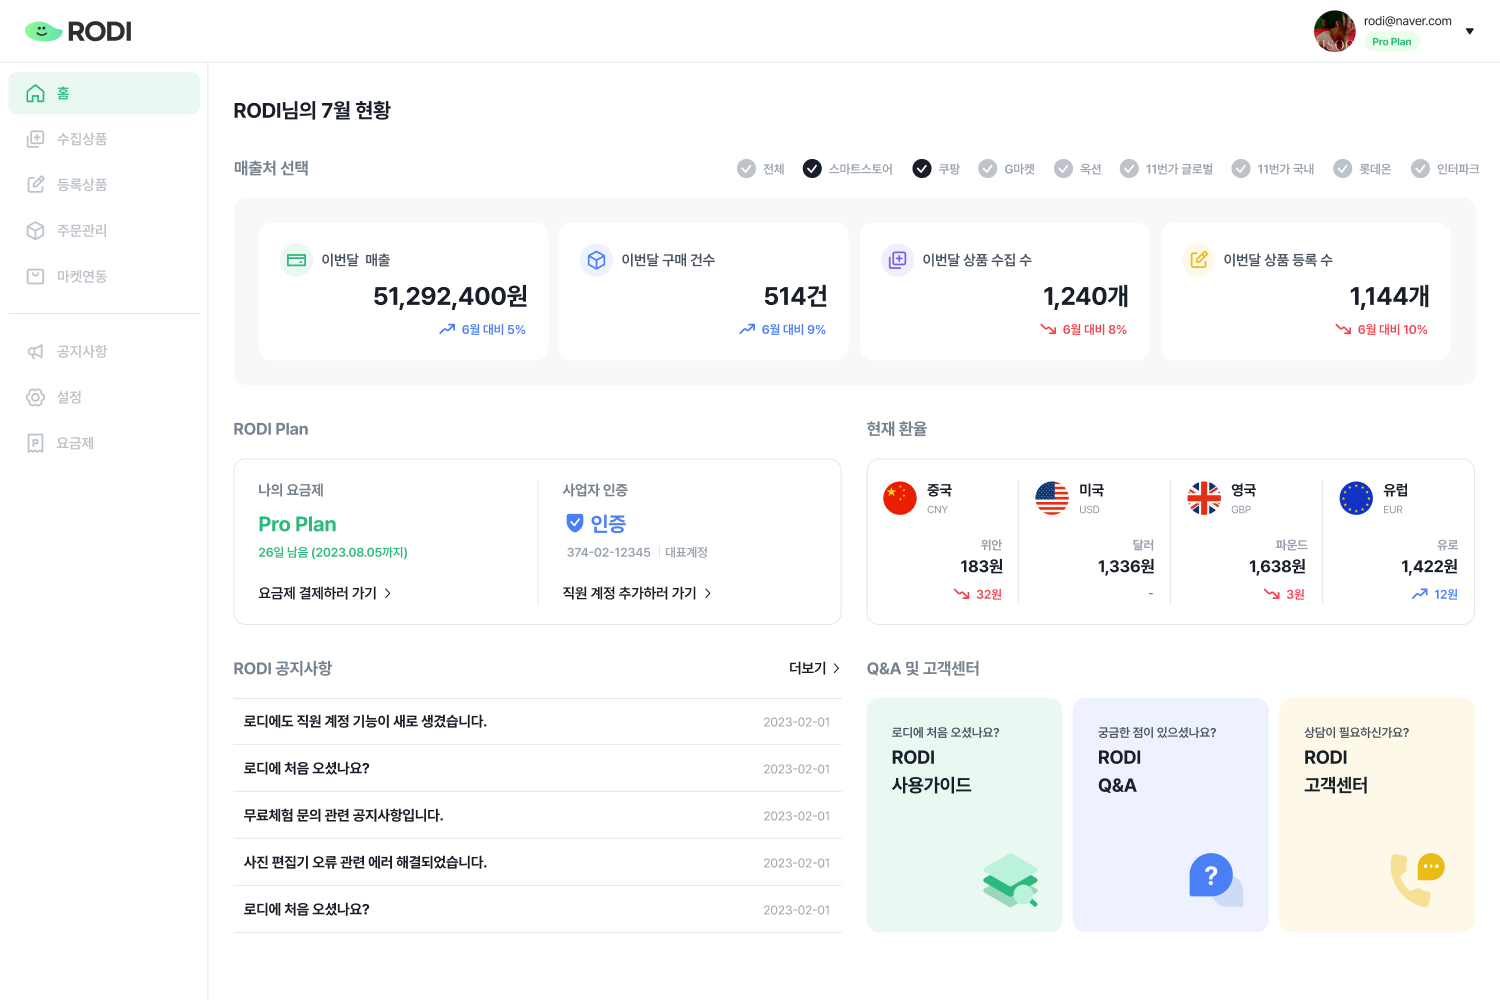 RODI
rodi@naver.com
Pro Plan
홈
수집상품
등록상품
주문관리
마켓연동
공지사항
설정
요금제
RODI님의 7월 현황
매출처 선택
전체
스마트스토어
쿠팡
G마켓
옥션
11번가 글로벌
11번가 국내
롯데온
인터파크
이번달 매출
51,292,400원
6월 대비 5%
이번달 구매 건수
514건
6월 대비 9%
이번달 상품 수집 수
1,240개
6월 대비 8%
이번달 상품 등록 수
1,144개
6월 대비 10%
RODI Plan
나의 요금제
Pro Plan
26일 남음 (2023.08.05까지)
요금제 결제하러 가기
사업자 인증
인증
374-02-12345
대표계정
직원 계정 추가하러 가기
현재 환율
중국
CNY
위안
183원
32원
미국
USD
달러
1,336원
-
영국
GBP
파운드
1,638원
3원
유럽
EUR
유로
1,422원
12원
RODI 공지사항
더보기
로디에도 직원 계정 기능이 새로 생겼습니다.
2023-02-01
로디에 처음 오셨나요?
2023-02-01
무료체험 문의 관련 공지사항입니다.
2023-02-01
사진 편집기 오류 관련 에러 해결되었습니다.
2023-02-01
로디에 처음 오셨나요?
2023-02-01
Q&A 및 고객센터
로디에 처음 오셨나요?
RODI
사용가이드
궁금한 점이 있으셨나요?
RODI
Q&A
?
상담이 필요하신가요?
RODI
고객센터